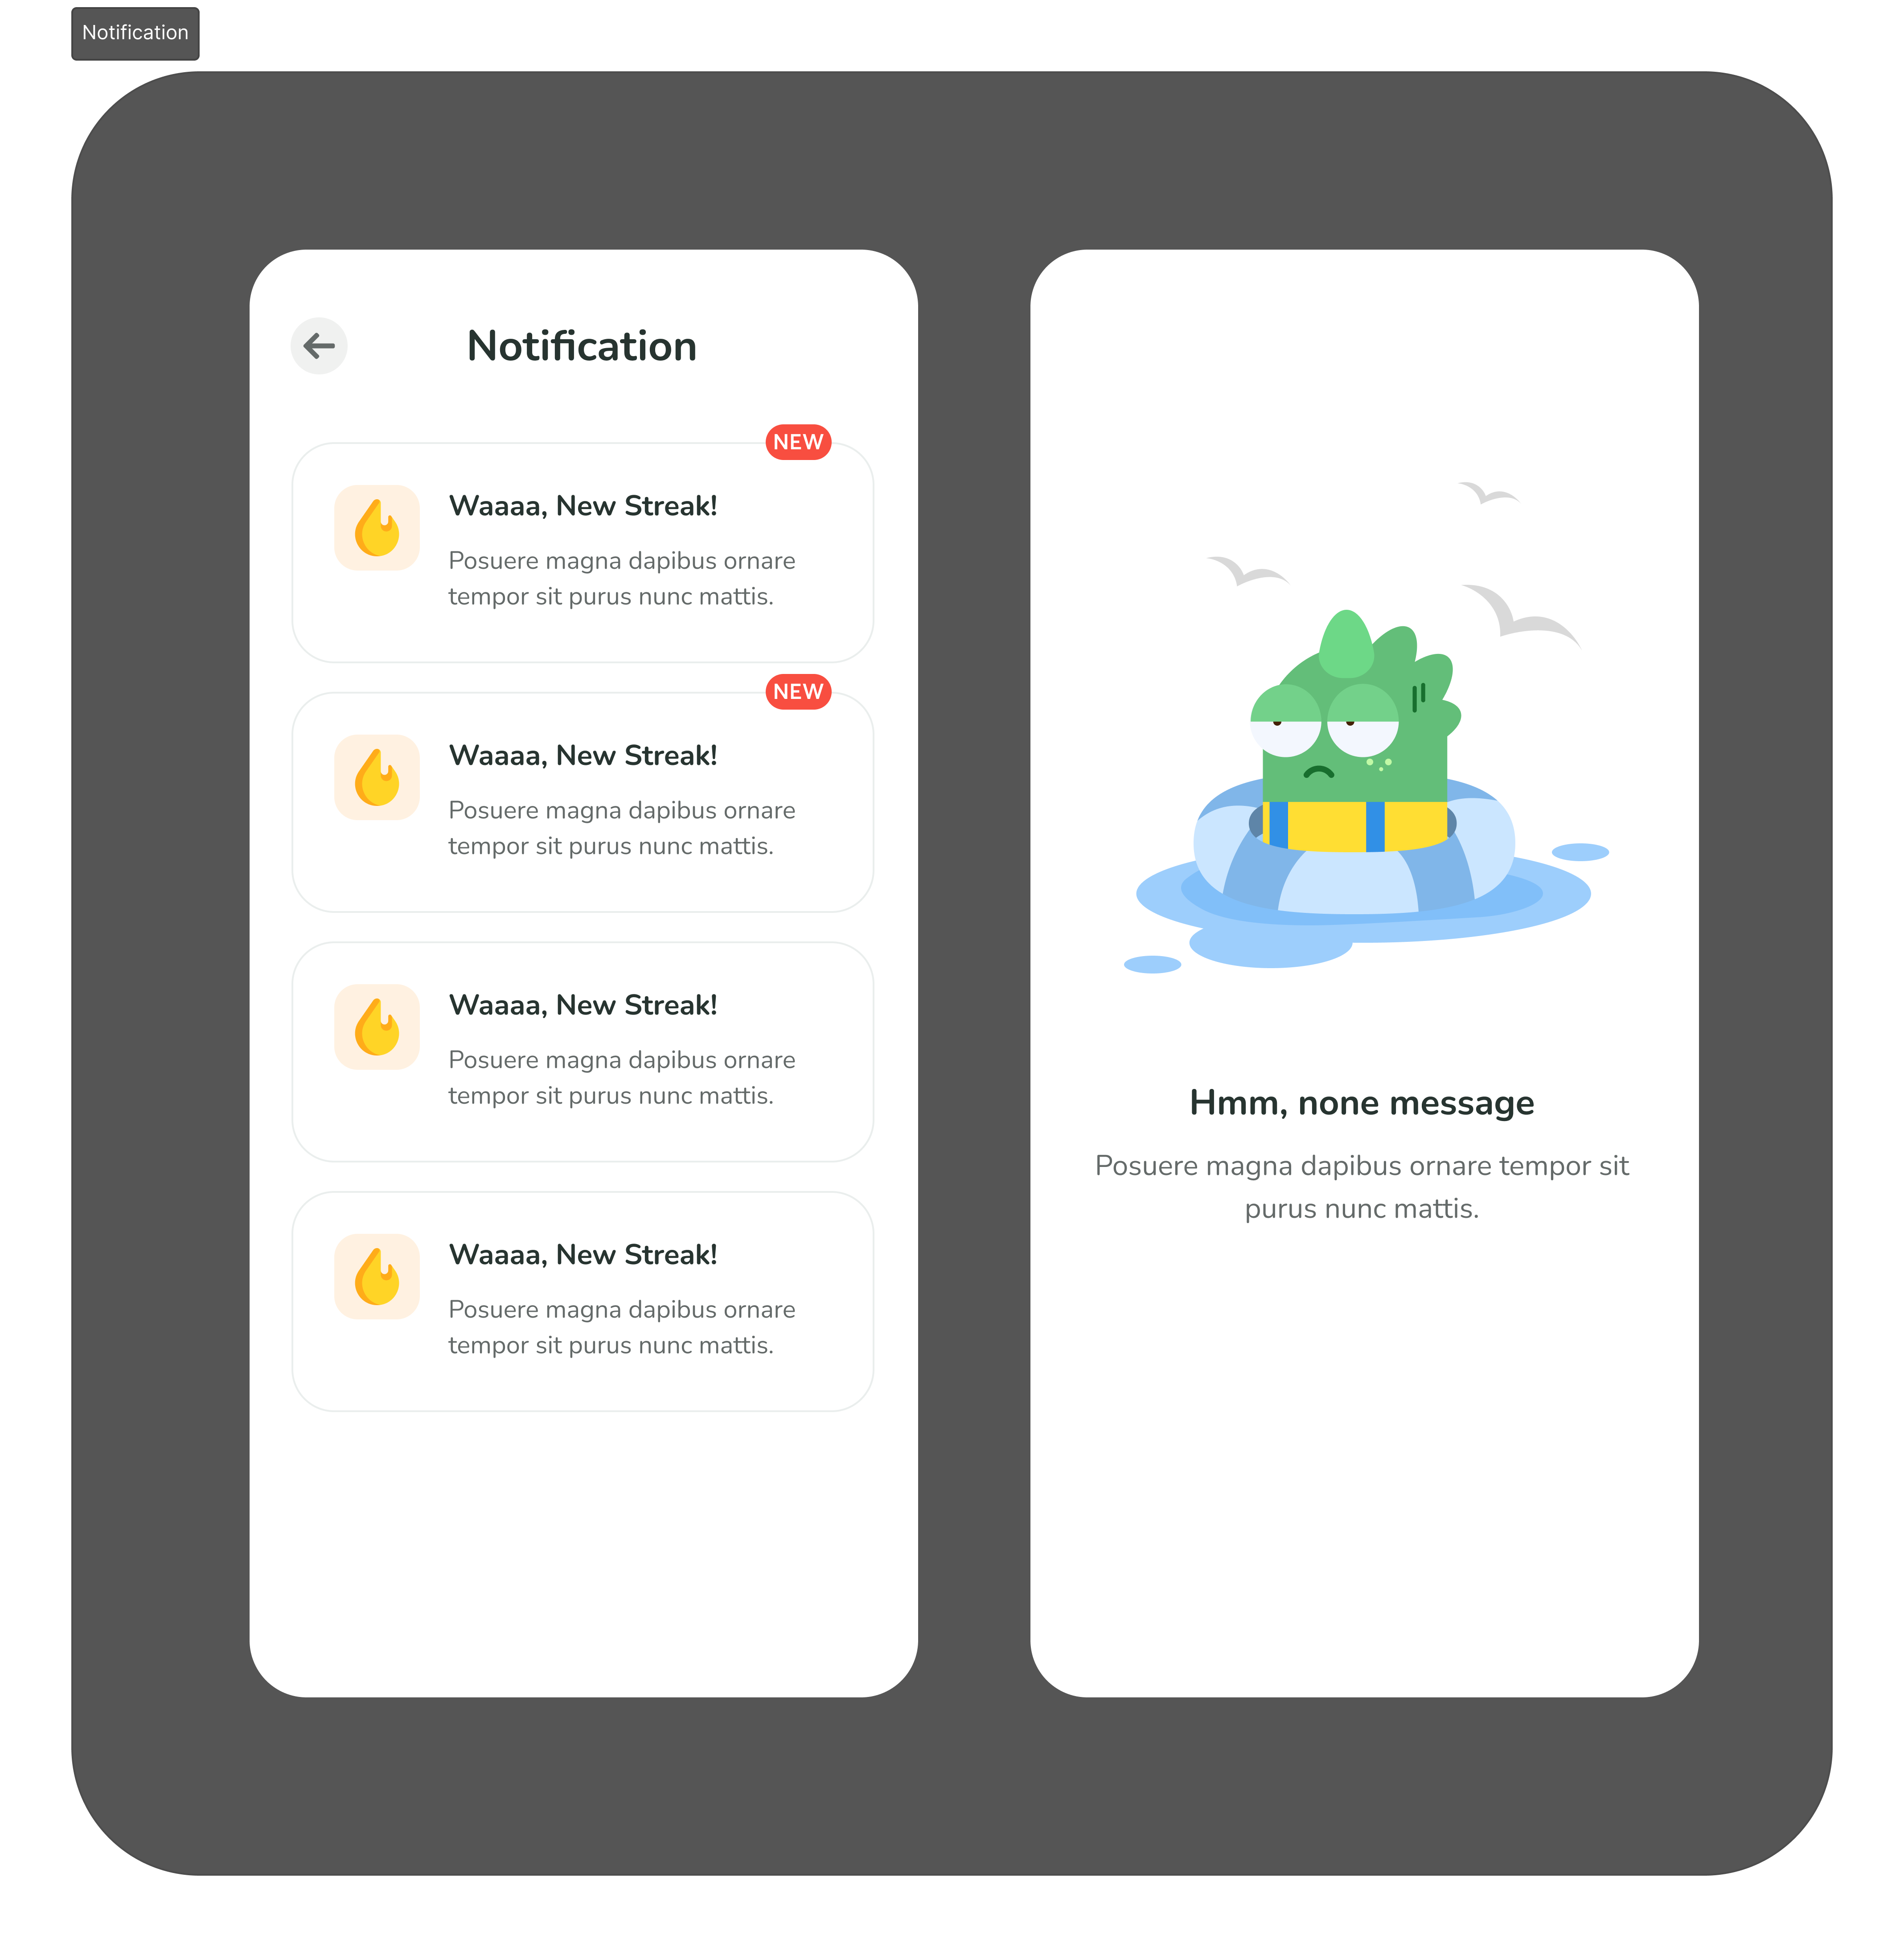 Notification
Notification
NEW
Waaaa, New Streak!
Posuere magna dapibus ornare
tempor sit purus nunc mattis.
NEW
Waaaa, New Streak!
Posuere magna dapibus ornare
tempor sit purus nunc mattis.
Waaaa, New Streak!
Posuere magna dapibus ornare
tempor sit purus nunc mattis.
Waaaa, New Streak!
Posuere magna dapibus ornare
tempor sit purus nunc mattis.
Hmm, none message
Posuere magna dapibus ornare tempor sit
purus nunc mattis.